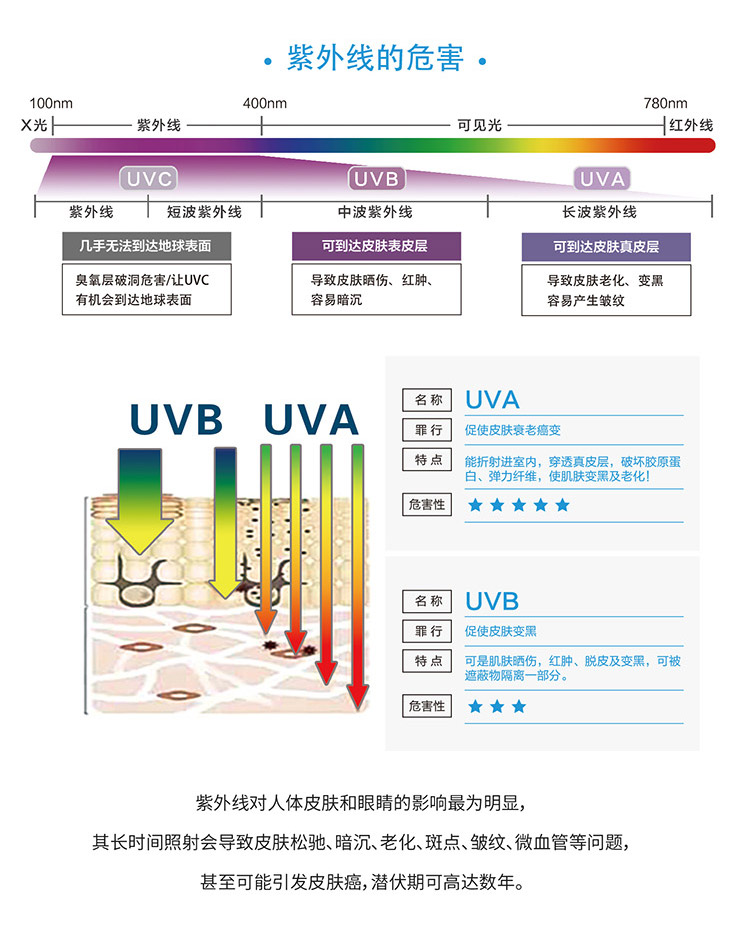 • 紫外线的危害 •
100nm 400nm 780nm
X光 紫外线 可见光 红外线
UVC UVB UVA
紫外线 短波紫外线 中波紫外线 长波紫外线
几手无法到达地球表面
臭氧层破洞危害/让UVC
有机会到达地球表面
可到达皮肤表皮层
导致皮肤晒伤、红肿、
容易暗沉
可到达皮肤真皮层
导致皮肤老化、变黑
容易产生皱纹
UVB UVA
名称 UVA
罪行 促使皮肤衰老癌变
特点 能折射进室内，穿透真皮层，破坏胶原蛋
白、弹力纤维，使肌肤变黑及老化！
危害性 ★★★★★
名称 UVB
罪行 促使皮肤变黑
特点 可是肌肤晒伤，红肿、脱皮及变黑，可被
遮蔽物隔离一部分。
危害性 ★★★
紫外线对人体皮肤和眼睛的影响最为明显，
其长时间照射会导致皮肤松驰、暗沉、老化、斑点、皱纹、微血管等问题，
甚至可能引发皮肤癌，潜伏期可高达数年。